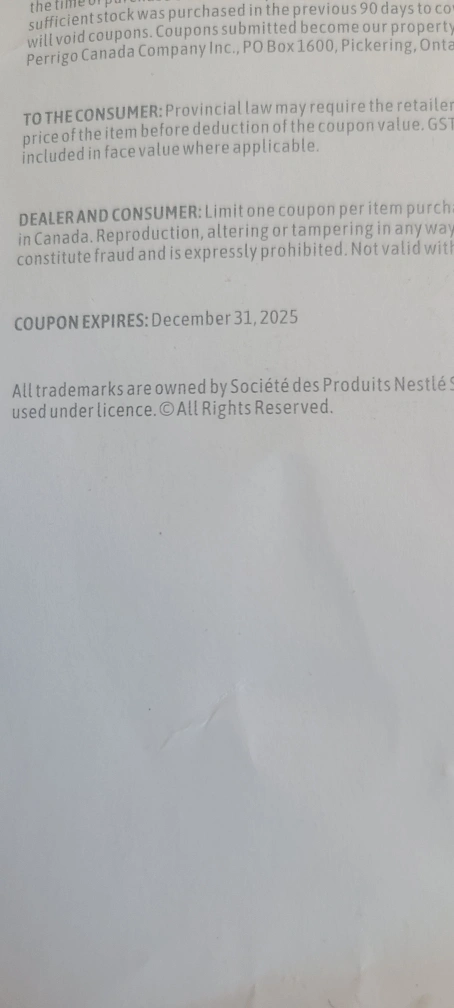 the time of
sufficient stock was purchased in the previous 90 days to
will void coupons. Coupons submitted become our property
Perrigo Canada Company Inc., PO Box 1600, Pickering,
TO THE CONSUMER: Provincial law may require the retailer
price of the item before deduction of the coupon value. GST
included in face value where applicable.
DEALER AND CONSUMER: Limit one coupon per item
in Canada. Reproduction, altering or tampering in any way
constitute fraud and is expressly prohibited. Not valid
COUPON EXPIRES: December 31, 2025
All trademarks are owned by Société des Produits Nestlé
used under licence. © All Rights Reserved.